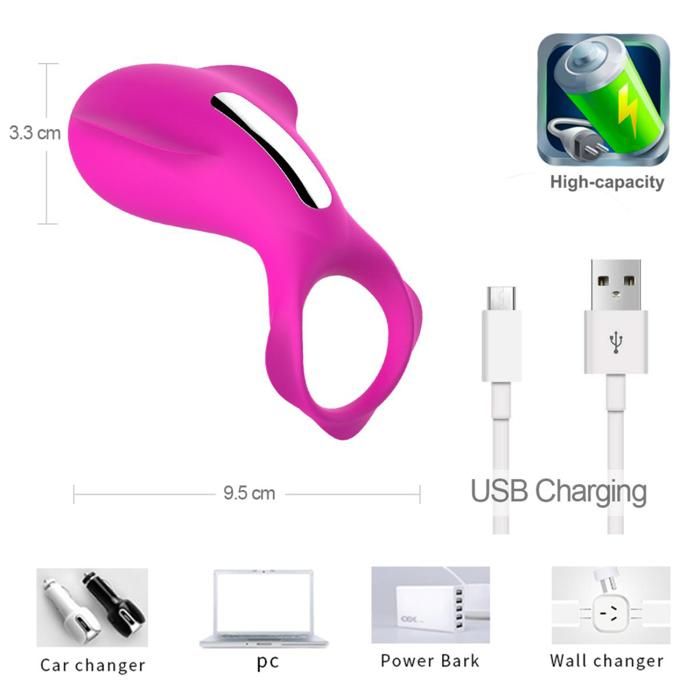 3.3 cm
High-capacity
9.5 cm
USB Charging
Car changer
pc
Power Bark
Wall changer